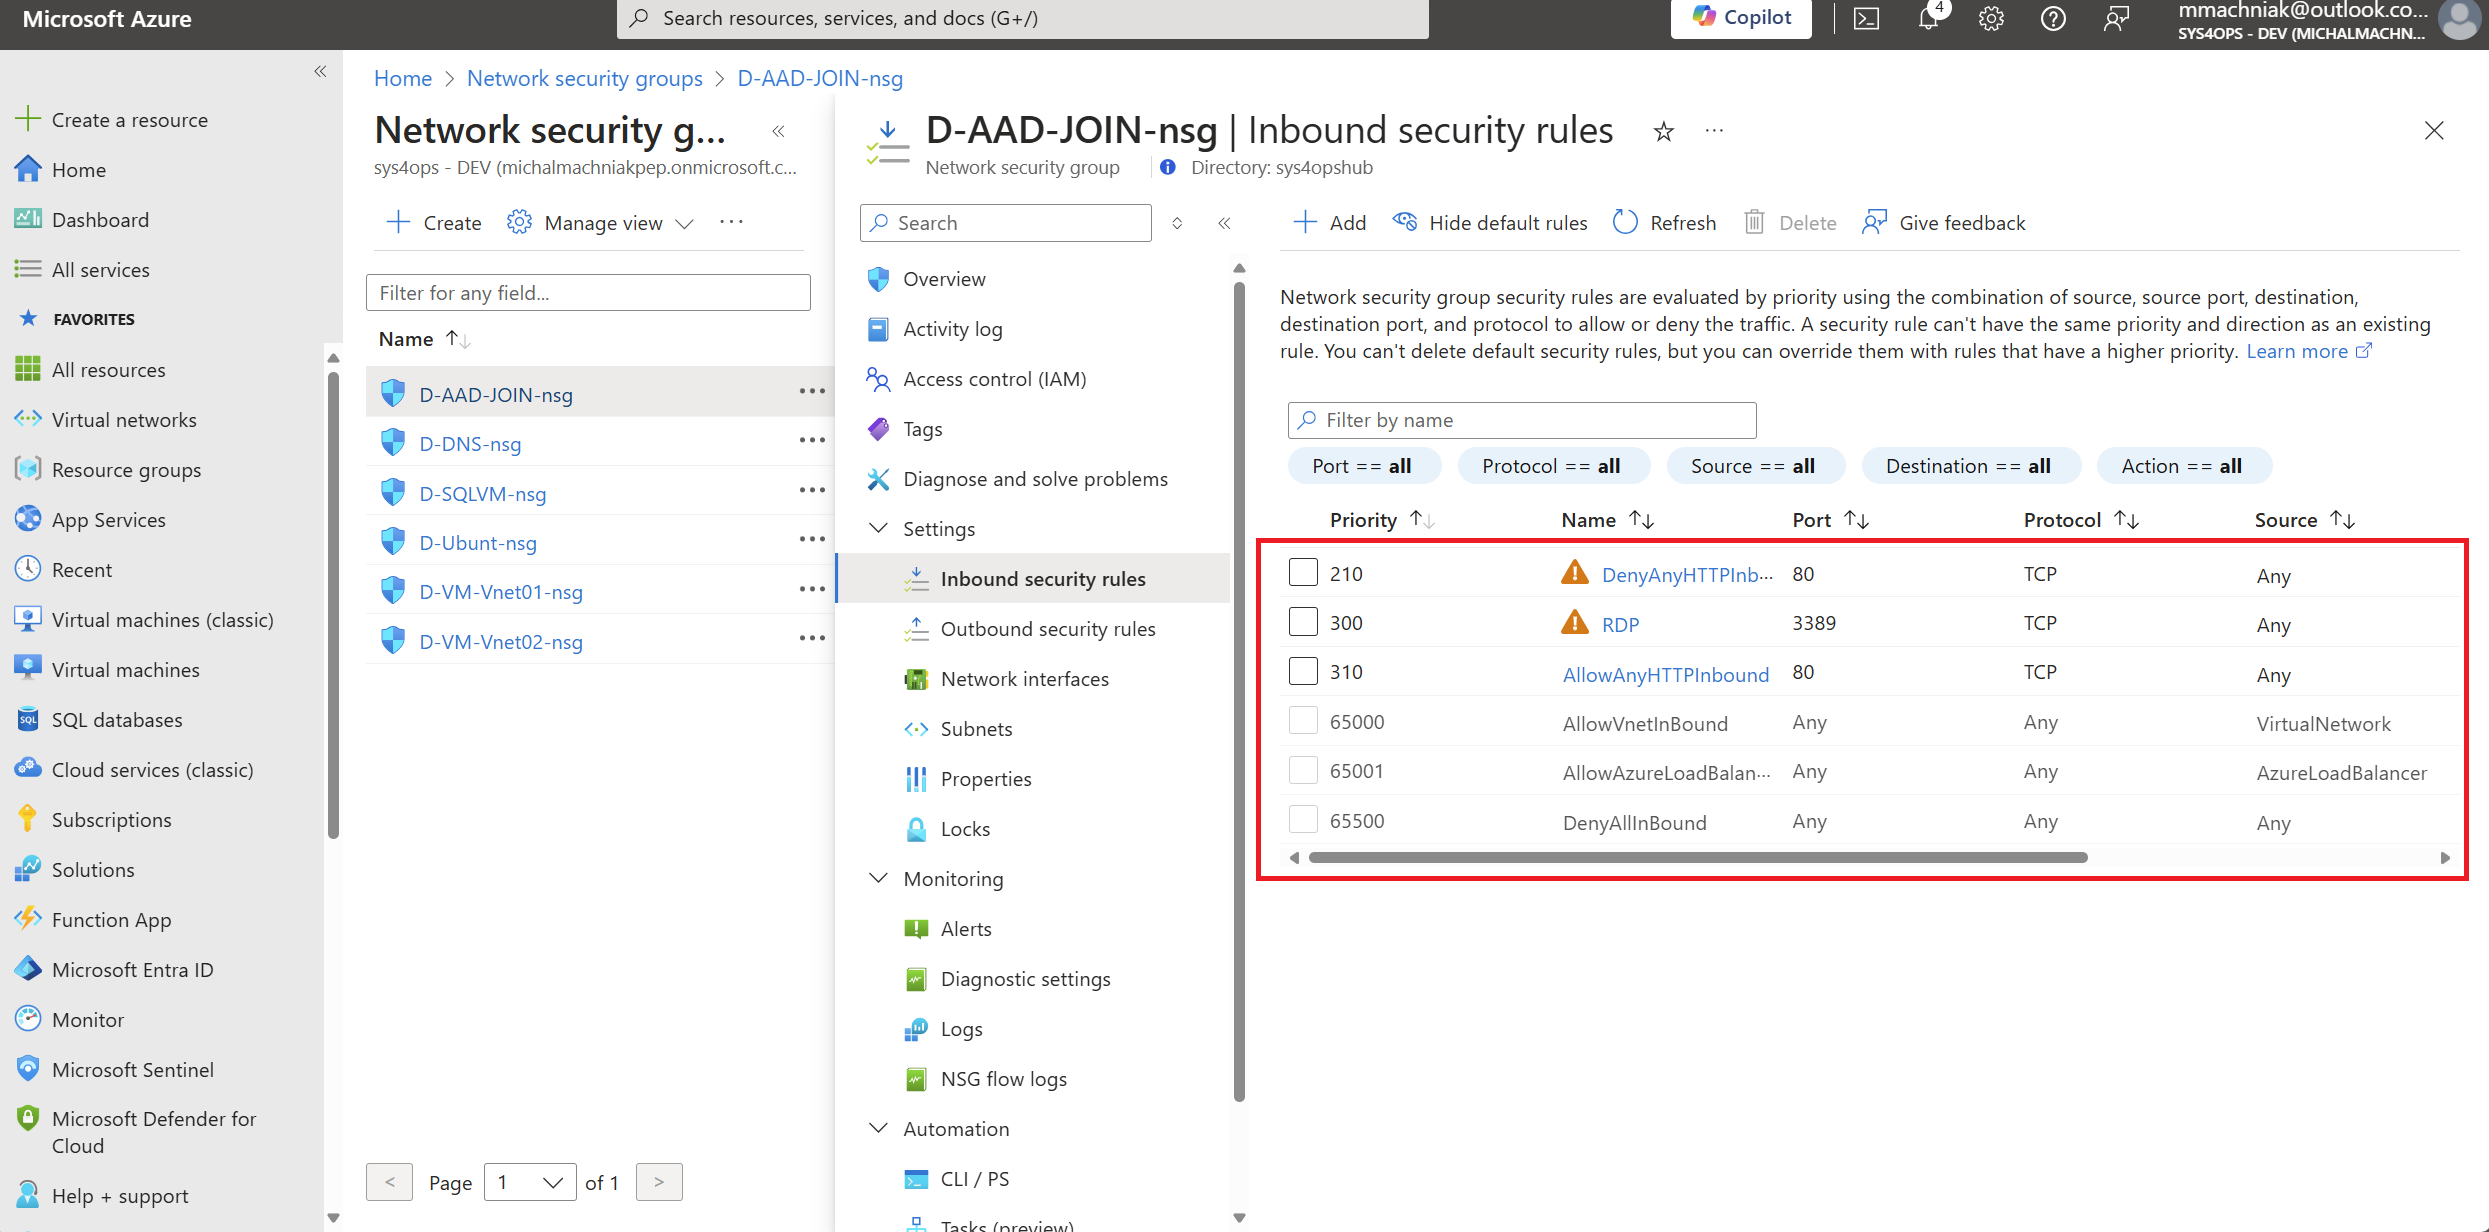 Microsoft Azure
Search resources, services, and docs (G+/)
Copilot
4
mmachniak@outlook.co...
SYS4OPS - DEV (MICHALMACHN...
Create a resource
Home
Dashboard
All services
FAVORITES
All resources
Virtual networks
Resource groups
App Services
Recent
Virtual machines (classic)
Virtual machines
SQL databases
Cloud services (classic)
Subscriptions
Solutions
Function App
Microsoft Entra ID
Monitor
Microsoft Sentinel
Microsoft Defender for
Cloud
Help + support
Home > Network security groups > D-AAD-JOIN-nsg
Network security g...
sys4ops - DEV (michalmachniakpep.onmicrosoft.c...
Create Manage view ...
Filter for any field...
Name
D-AAD-JOIN-nsg
D-DNS-nsg
D-SQLVM-nsg
D-Ubunt-nsg
D-VM-Vnet01-nsg
D-VM-Vnet02-nsg
< Page 1 of 1 >
D-AAD-JOIN-nsg | Inbound security rules
Network security group
Directory: sys4opshub
Search
Overview
Activity log
Access control (IAM)
Tags
Diagnose and solve problems
Settings
Inbound security rules
Outbound security rules
Network interfaces
Subnets
Properties
Locks
Monitoring
Alerts
Diagnostic settings
Logs
NSG flow logs
Automation
CLI / PS
Tasks (preview)
Add Hide default rules Refresh Delete Give feedback
Network security group security rules are evaluated by priority using the combination of source, source port, destination,
destination port, and protocol to allow or deny the traffic. A security rule can't have the same priority and direction as an existing
rule. You can't delete default security rules, but you can override them with rules that have a higher priority. Learn more
Filter by name
Port == all Protocol == all Source == all Destination == all Action == all
Priority Name Port Protocol Source
210 DenyAnyHTTPInb... 80 TCP Any
300 RDP 3389 TCP Any
310 AllowAnyHTTPInbound 80 TCP Any
65000 AllowVnetInBound Any Any VirtualNetwork
65001 AllowAzureLoadBalan... Any Any AzureLoadBalancer
65500 DenyAllInBound Any Any Any